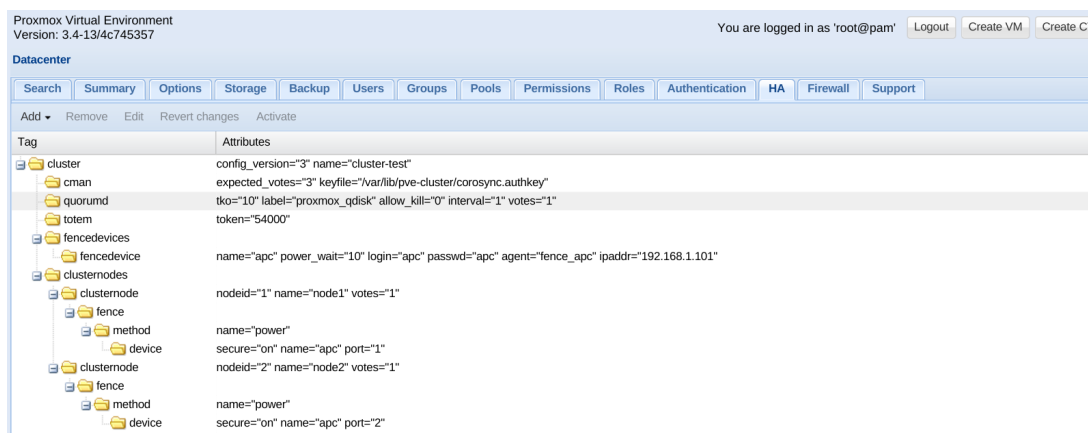 Proxmox Virtual Environment
Version: 3.4-13/4c745357
You are logged in as 'root@pam' Logout Create VM Create C
Datacenter
Search Summary Options Storage Backup Users Groups Pools Permissions Roles Authentication HA Firewall Support
Add Remove Edit Revert changes Activate
Tag Attributes
cluster config_version="3" name="cluster-test"
cman expected_votes="3" keyfile="/var/lib/pve-cluster/corosync.authkey"
quorumd tko="10" label="proxmox_qdisk" allow_kill="0" interval="1" votes="1"
totem token="54000"
fencedevices
fencedevice name="apc" power_wait="10" login="apc" passwd="apc" agent="fence_apc" ipaddr="192.168.1.101"
clusternodes
clusternode nodeid="1" name="node1" votes="1"
fence
method name="power"
device secure="on" name="apc" port="1"
clusternode nodeid="2" name="node2" votes="1"
fence
method name="power"
device secure="on" name="apc" port="2"